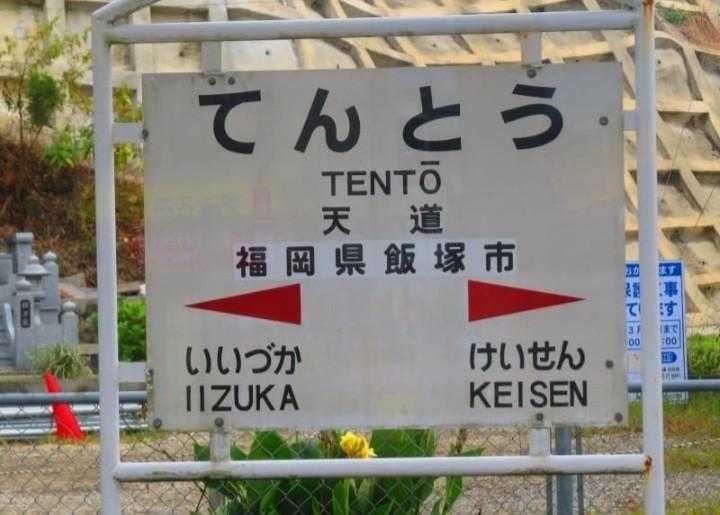 てんとう
TENTŌ
天道
福岡県飯塚市
いいづか
IIZUKA
けいせん
KEISEN